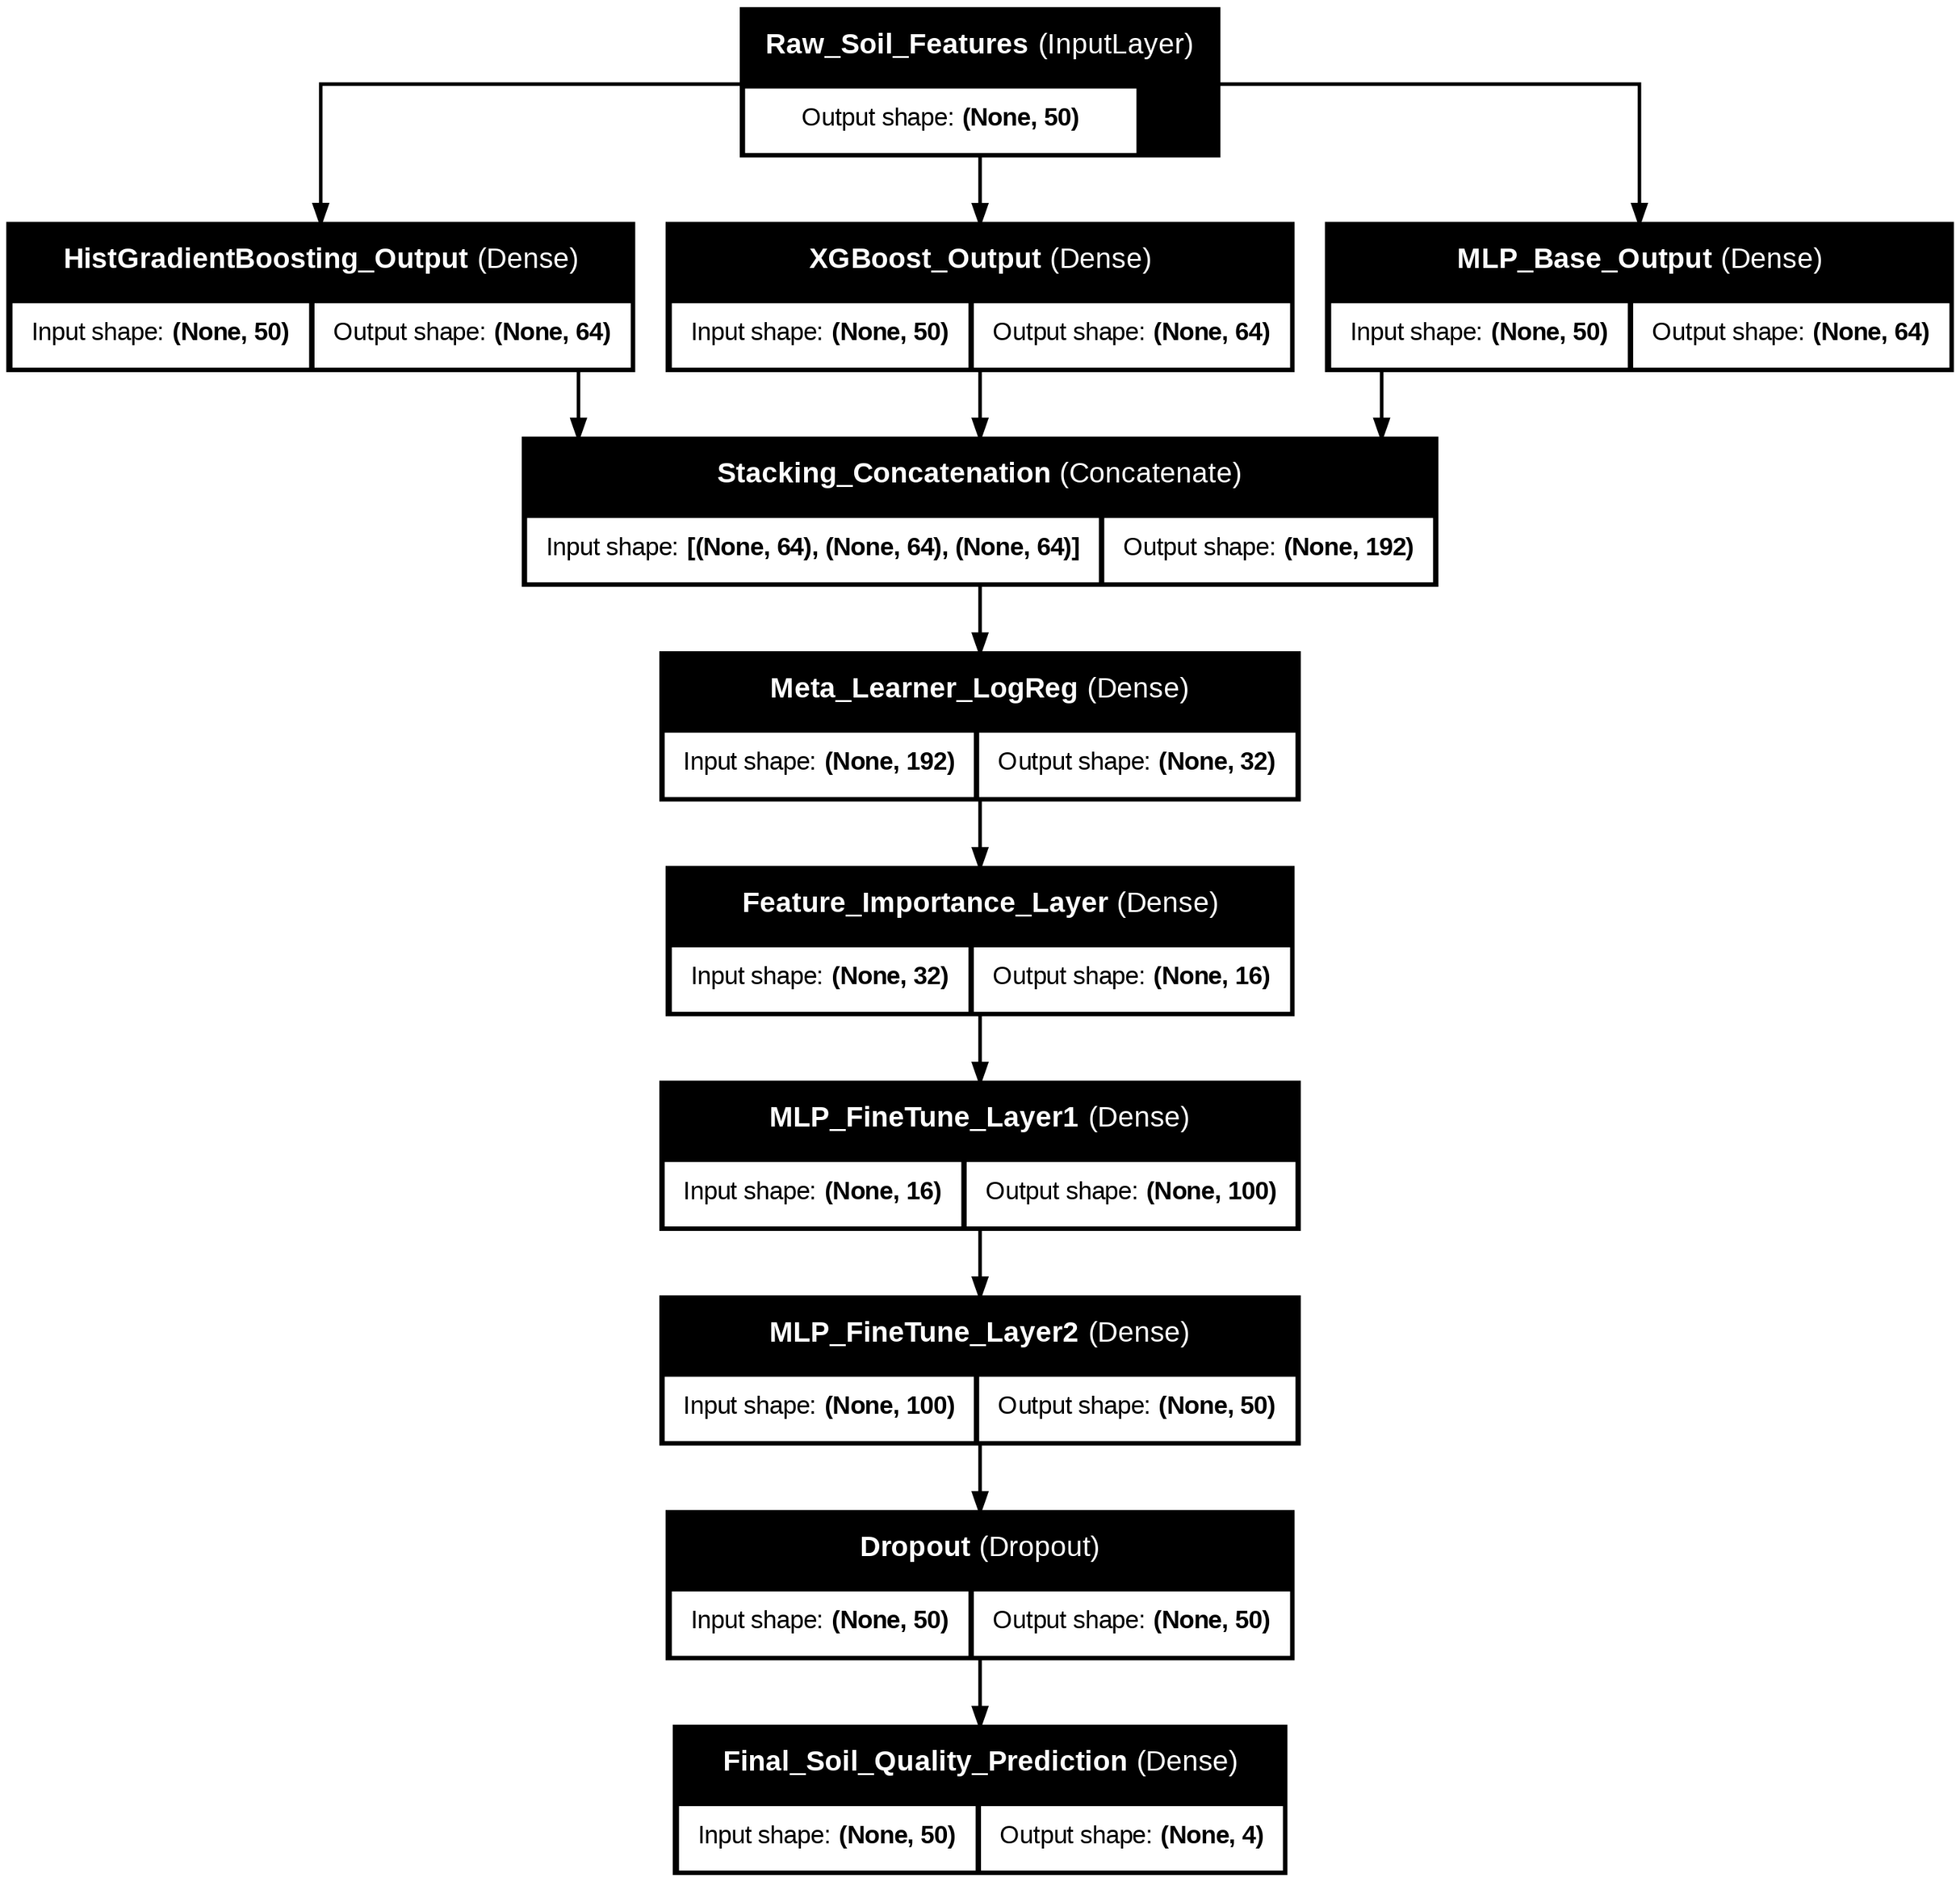 Raw_Soil_Features (InputLayer)
Output shape: (None, 50)
HistGradientBoosting_Output (Dense)
Input shape: (None, 50) Output shape: (None, 64)
XGBoost_Output (Dense)
Input shape: (None, 50) Output shape: (None, 64)
MLP_Base_Output (Dense)
Input shape: (None, 50) Output shape: (None, 64)
Stacking_Concatenation (Concatenate)
Input shape: [(None, 64), (None, 64), (None, 64)] Output shape: (None, 192)
Meta_Learner_LogReg (Dense)
Input shape: (None, 192) Output shape: (None, 32)
Feature_Importance_Layer (Dense)
Input shape: (None, 32) Output shape: (None, 16)
MLP_FineTune_Layer1 (Dense)
Input shape: (None, 16) Output shape: (None, 100)
MLP_FineTune_Layer2 (Dense)
Input shape: (None, 100) Output shape: (None, 50)
Dropout (Dropout)
Input shape: (None, 50) Output shape: (None, 50)
Final_Soil_Quality_Prediction (Dense)
Input shape: (None, 50) Output shape: (None, 4)